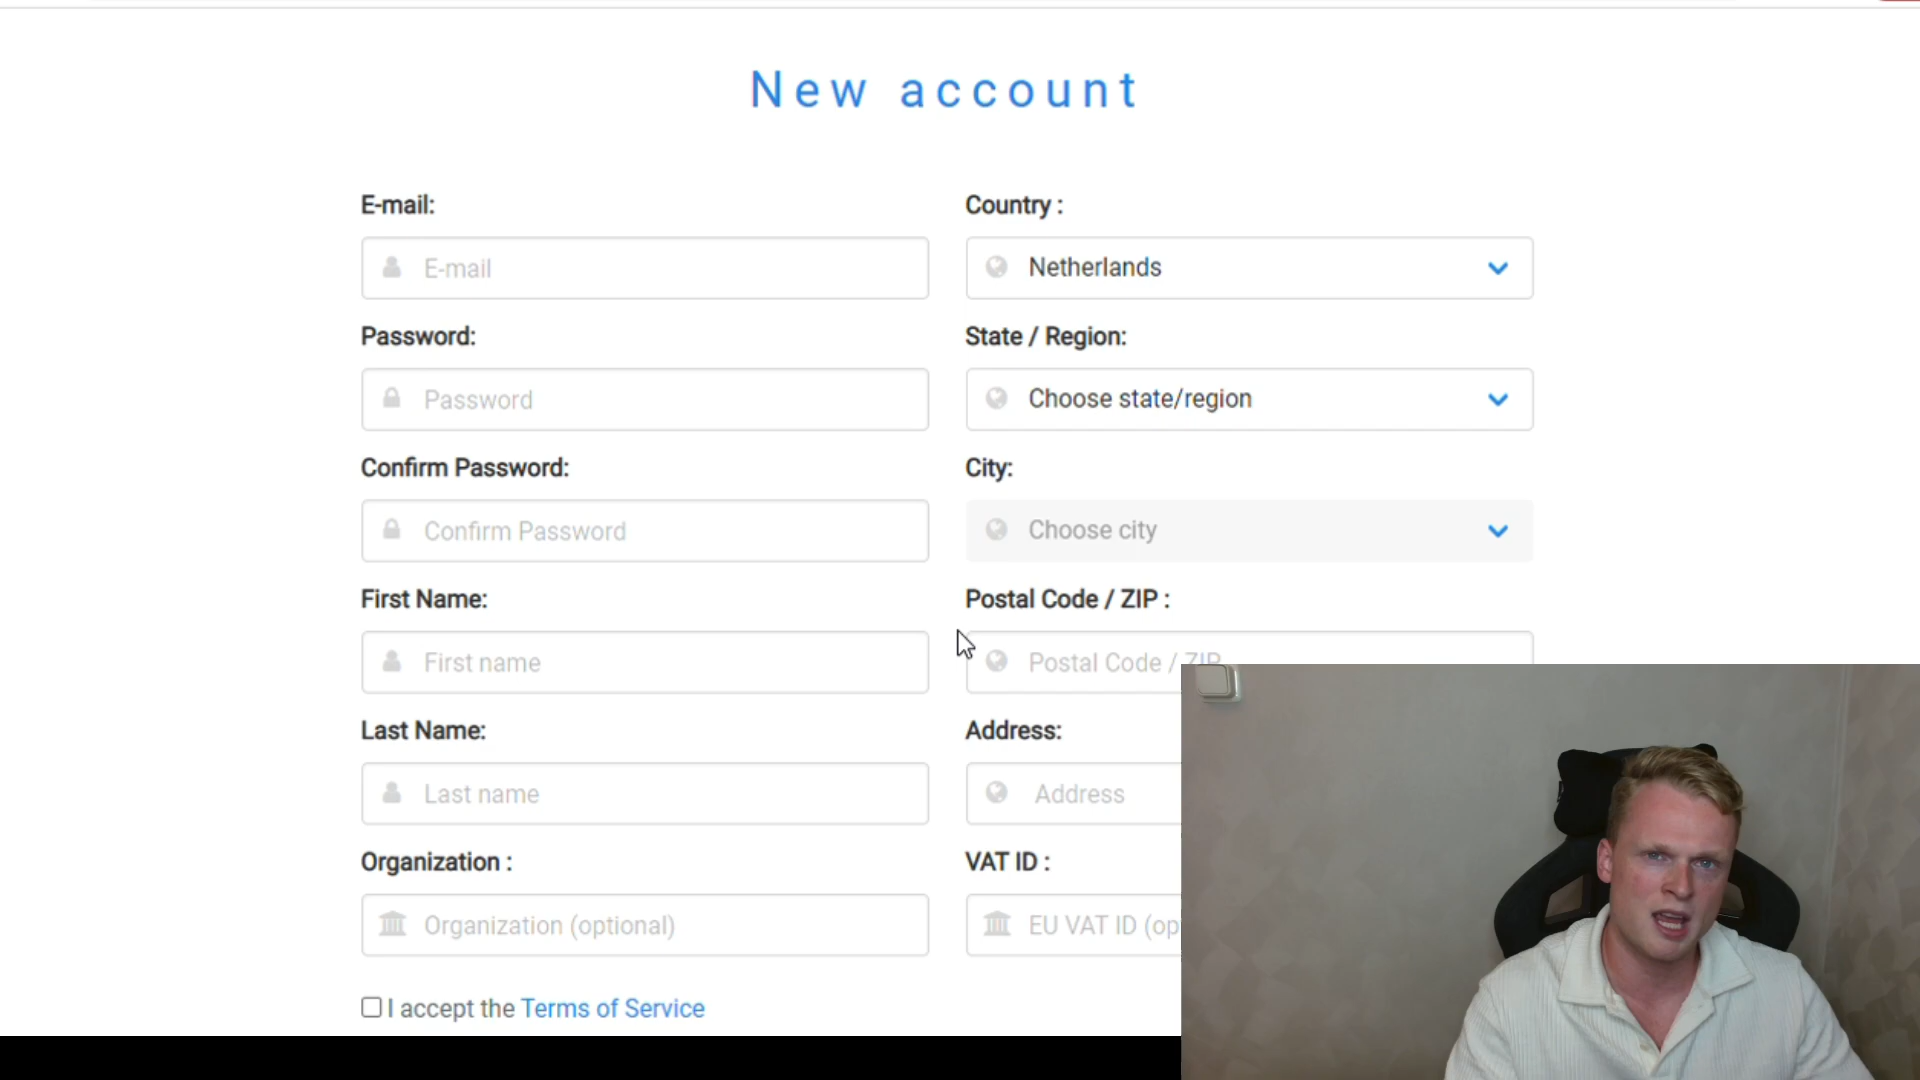 New account
E-mail:
E-mail
Password:
Password
Confirm Password:
Confirm Password
First Name:
First name
Last Name:
Last name
Organization :
Organization (optional)
I accept the Terms of Service
Country :
Netherlands
State / Region:
Choose state/region
City:
Choose city
Postal Code / ZIP :
Postal Code / ZIP
Address:
Address
VAT ID :
EU VAT ID (op